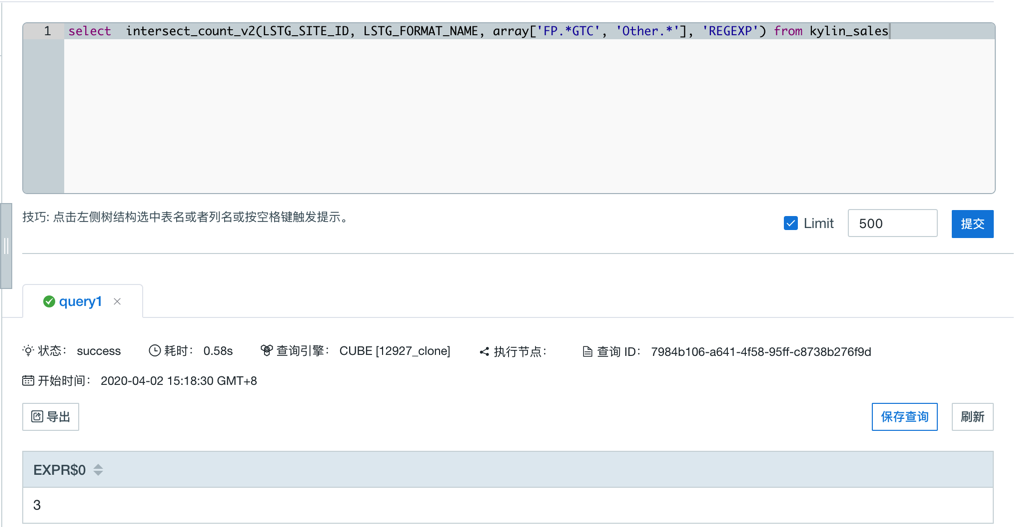 1 select  intersect_count_v2(LSTG_SITE_ID, LSTG_FORMAT_NAME, array['FP.*GTC', 'Other.*'], 'REGEXP') from kylin_sales
技巧: 点击左侧树结构选中表名或者列名或按空格键触发提示。
Limit 500 提交
query1 ×
状态： success 耗时： 0.58s 查询引擎： CUBE [12927_clone] 执行节点： 查询 ID： 7984b106-a641-4f58-95ff-c8738b276f9d
开始时间： 2020-04-02 15:18:30 GMT+8
导出 保存查询 刷新
EXPR$0
3